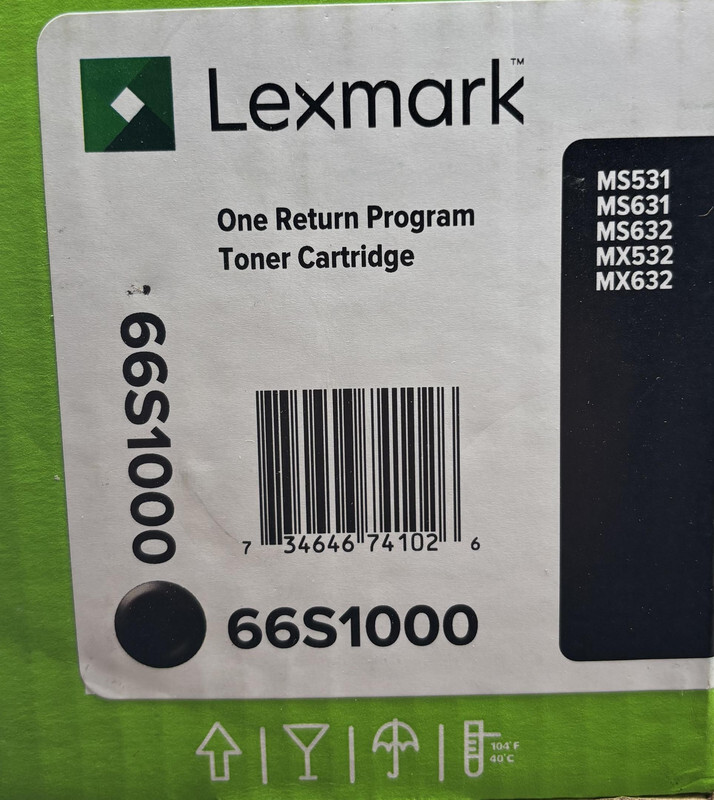 Lexmark™
One Return Program
Toner Cartridge
MS531
MS631
MS632
MX532
MX632
66S1000
7 34646 74102 6
66S1000
104°F
40°C